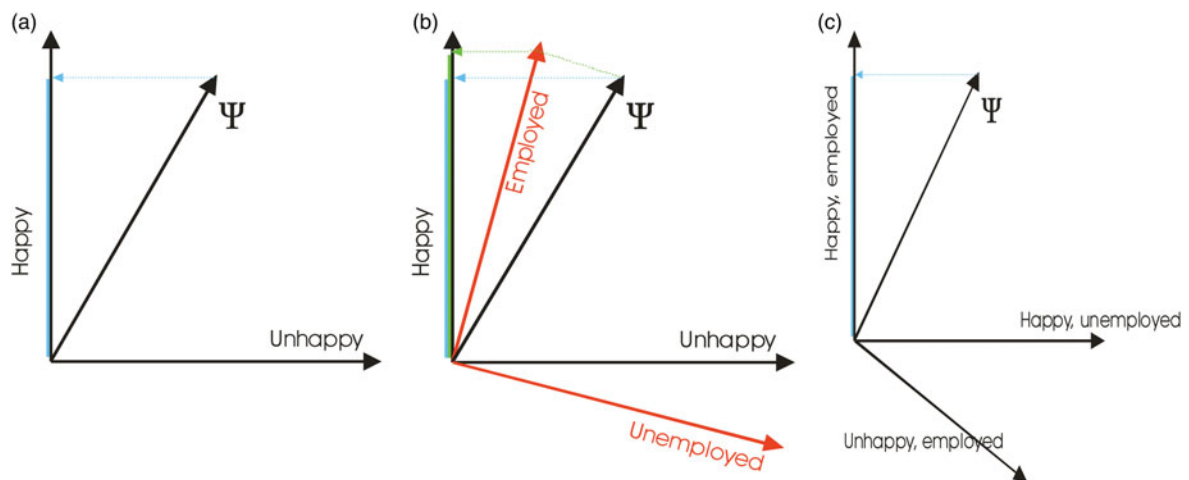 (a)
Happy
Ψ
Unhappy
(b)
Happy
Employed
Ψ
Unhappy
Unemployed
(c)
Happy, employed
Ψ
Happy, unemployed
Unhappy, employed